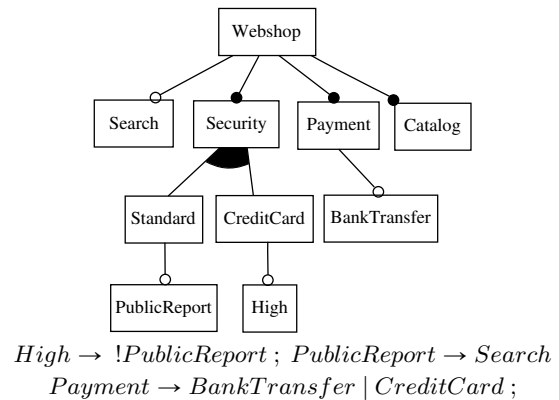 Webshop
Search Security Payment Catalog
Standard CreditCard BankTransfer
PublicReport High
High → !PublicReport ; PublicReport → Search
Payment → BankTransfer | CreditCard ;